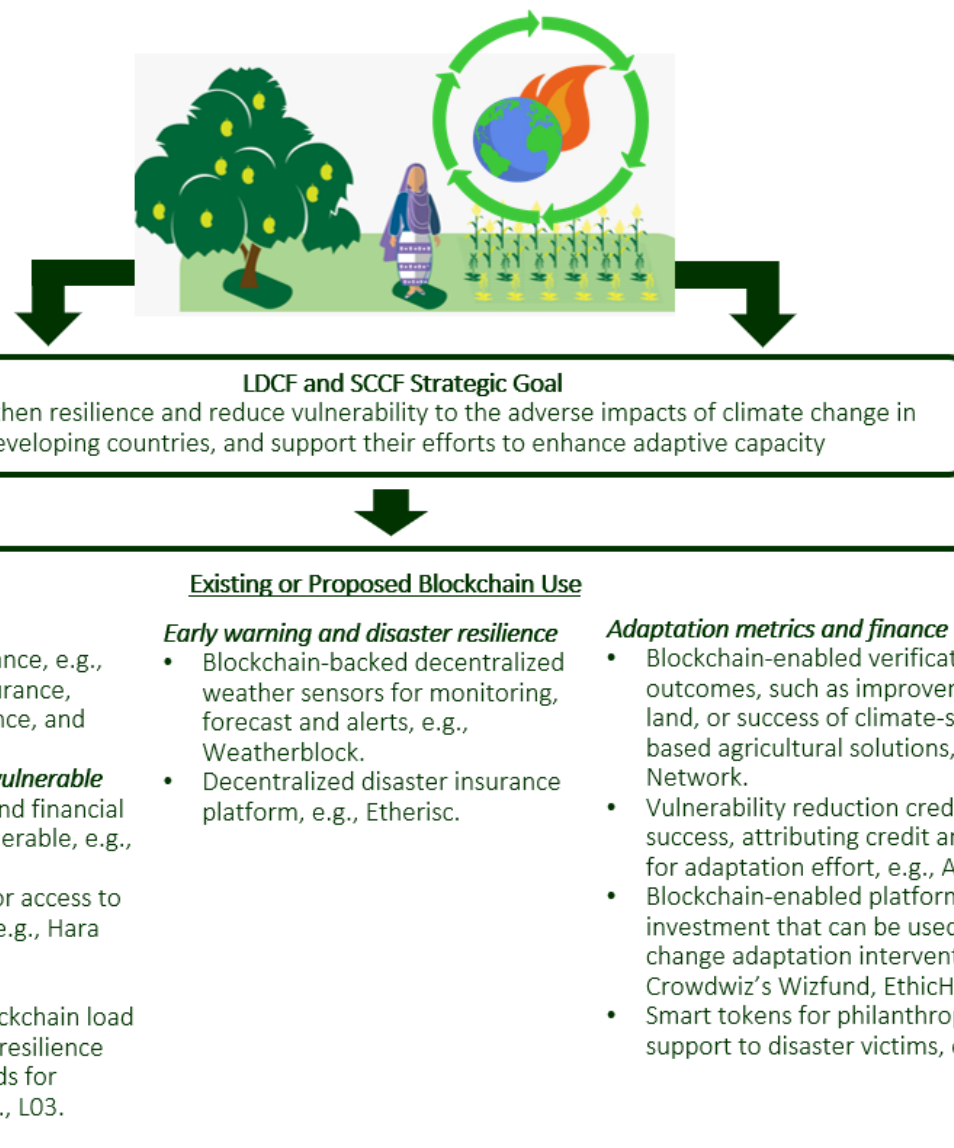 LDCF and SCCF Strategic Goal
then resilience and reduce vulnerability to the adverse impacts of climate change in
eveloping countries, and support their efforts to enhance adaptive capacity
Existing or Proposed Blockchain Use
ance, e.g.,
urance,
nce, and
vulnerable
nd financial
erable, e.g.,
or access to
e.g., Hara
ckchain load
resilience
ds for
., L03.
Early warning and disaster resilience
• Blockchain-backed decentralized
weather sensors for monitoring,
forecast and alerts, e.g.,
Weatherblock.
• Decentralized disaster insurance
platform, e.g., Etherisc.
Adaptation metrics and finance
• Blockchain-enabled verificat
outcomes, such as improver
land, or success of climate-s
based agricultural solutions,
Network.
• Vulnerability reduction cred
success, attributing credit ar
for adaptation effort, e.g., A
• Blockchain-enabled platform
investment that can be used
change adaptation intervent
Crowdwiz's Wizfund, EthicH
• Smart tokens for philanthrop
support to disaster victims,